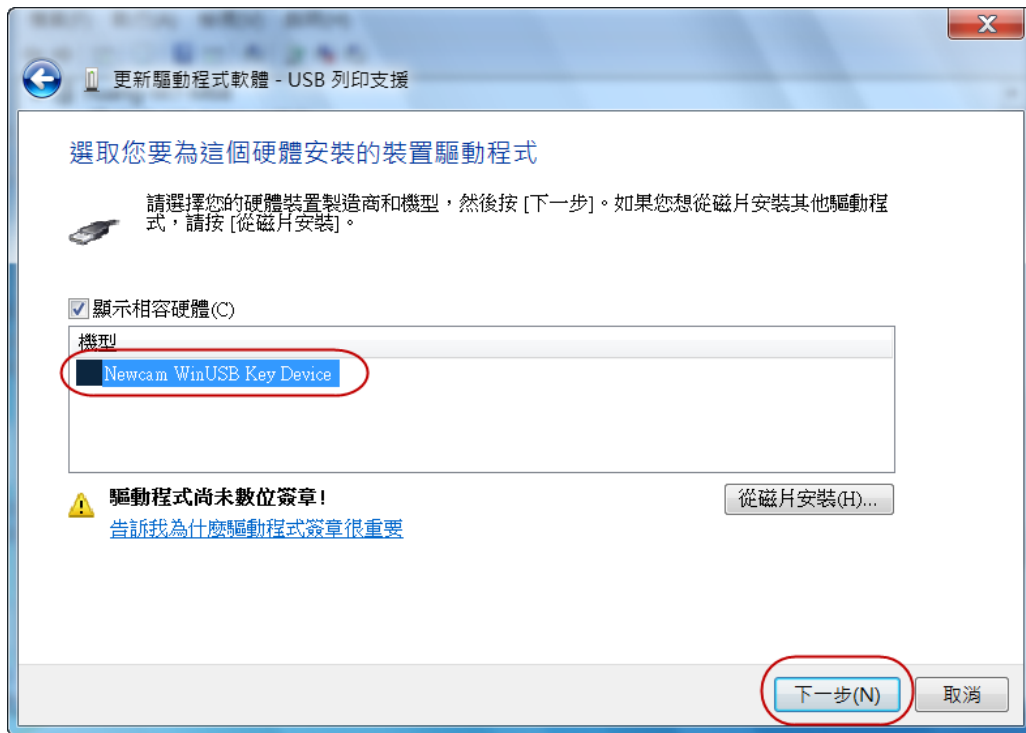 更新驅動程式軟體 - USB 列印支援
選取您要為這個硬體安裝的裝置驅動程式
請選擇您的硬體裝置製造商和機型，然後按 [下一步]。如果您想從磁片安裝其他驅動程
式，請按 [從磁片安裝]。
顯示相容硬體(C)
機型
Newcam WinUSB Key Device
驅動程式尚未數位簽章!
從磁片安裝(H)...
告訴我為什麼驅動程式簽章很重要
下一步(N)
取消